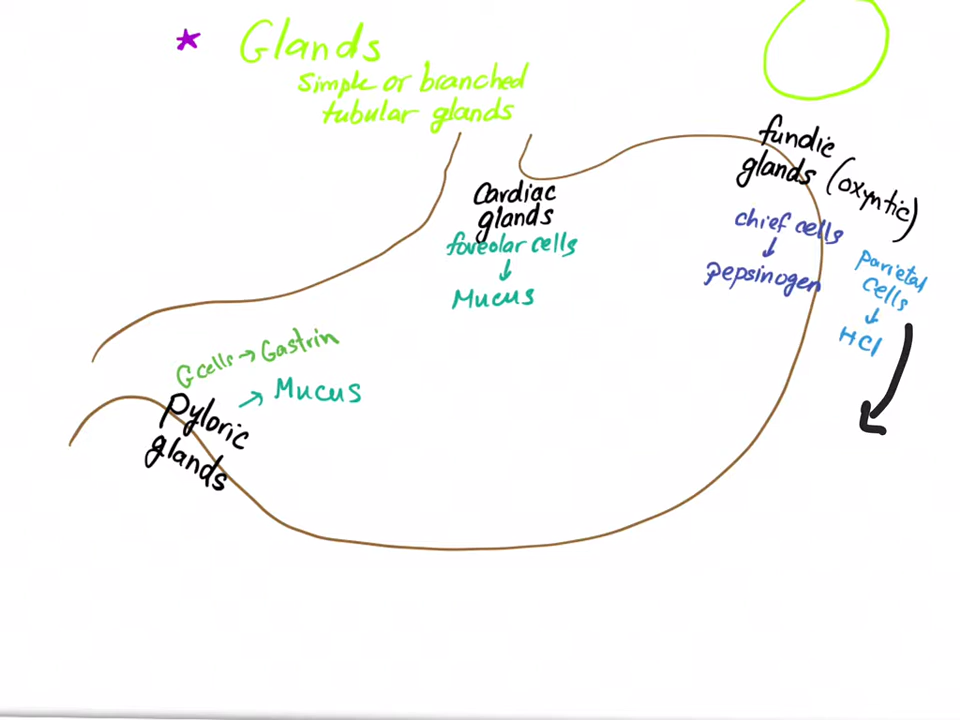 * Glands
simple or branched
tubular glands
Cardiac
glands
foveolar cells
↓
Mucus
fundic
glands (oxyntic)
chief cells
↓
pepsinogen
parietal
cells
↓
HCl
G cells → Gastrin
→ Mucus
Pyloric
glands